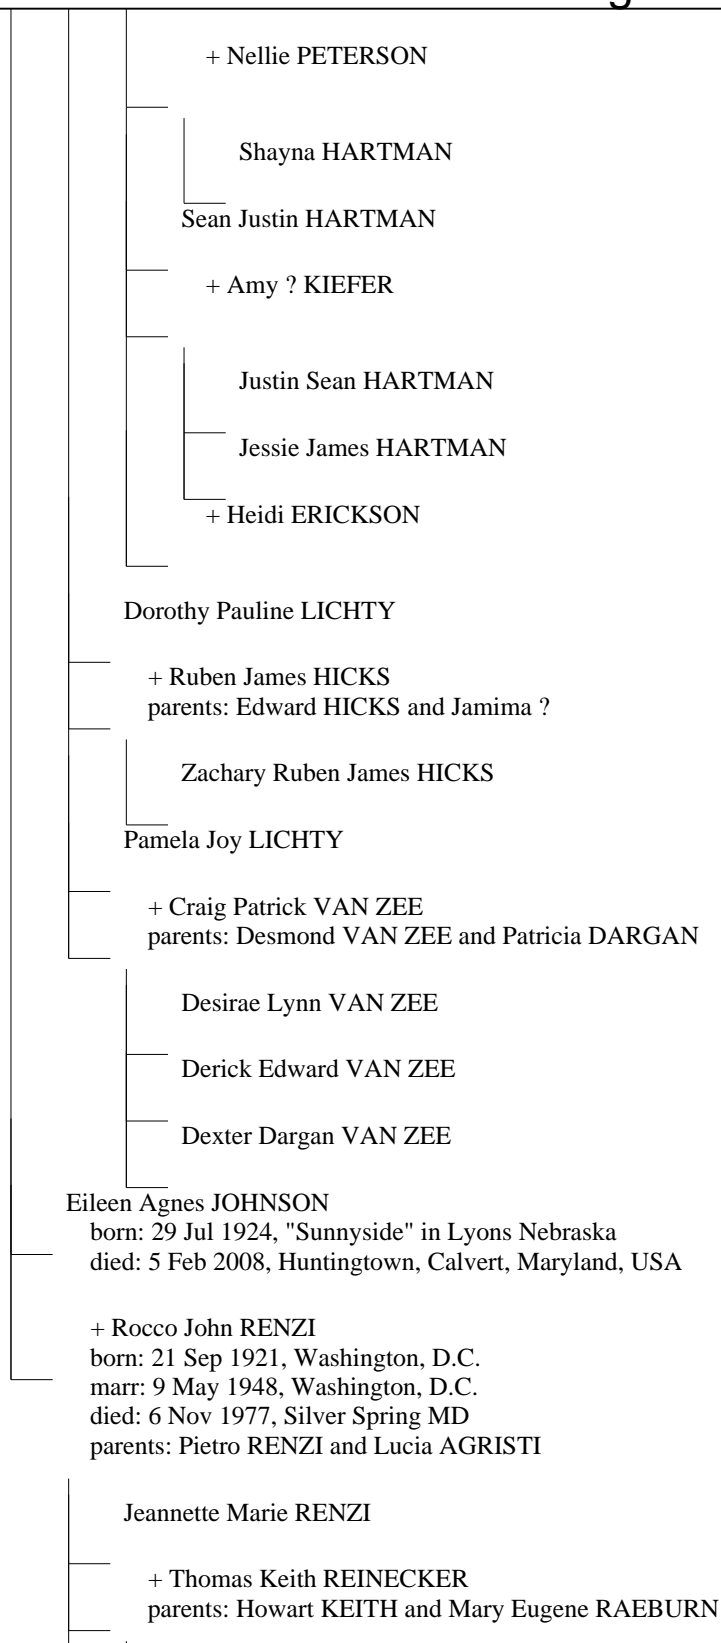 + Nellie PETERSON
Shayna HARTMAN
Sean Justin HARTMAN
+ Amy ? KIEFER
Justin Sean HARTMAN
Jessie James HARTMAN
+ Heidi ERICKSON
Dorothy Pauline LICHTY
+ Ruben James HICKS
parents: Edward HICKS and Jamima ?
Zachary Ruben James HICKS
Pamela Joy LICHTY
+ Craig Patrick VAN ZEE
parents: Desmond VAN ZEE and Patricia DARGAN
Desirae Lynn VAN ZEE
Derick Edward VAN ZEE
Dexter Dargan VAN ZEE
Eileen Agnes JOHNSON
born: 29 Jul 1924, "Sunnyside" in Lyons Nebraska
died: 5 Feb 2008, Huntingtown, Calvert, Maryland, USA
+ Rocco John RENZI
born: 21 Sep 1921, Washington, D.C.
marr: 9 May 1948, Washington, D.C.
died: 6 Nov 1977, Silver Spring MD
parents: Pietro RENZI and Lucia AGRISTI
Jeannette Marie RENZI
+ Thomas Keith REINECKER
parents: Howart KEITH and Mary Eugene RAEBURN